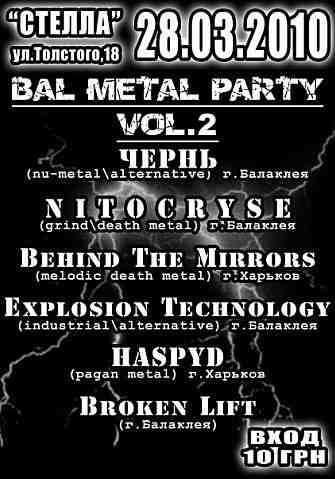 "СТЕЛЛА"
ул.Толстого,18
28.03.2010
BAL METAL PARTY
VOL.2
ЧЕРНЬ
(nu-metal\alternative) г.Балаклея
NITOCRYSE
(grind\death metal) г.Балаклея
BEHIND THE MIRRORS
(melodic death metal) г.Харьков
EXPLOSION TECHNOLOGY
(industrial\alternative) г.Балаклея
HASPYD
(pagan metal) г.Харьков
BROKEN LIFT
(г.Балаклея)
ВХОД
10 ГРН